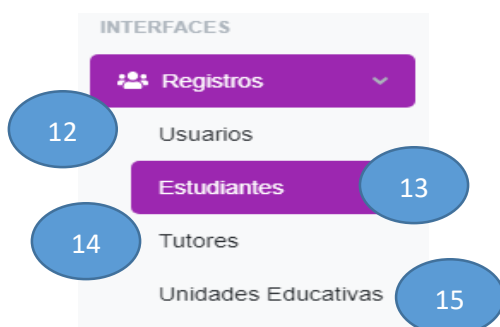 INTERFACES
Registros
12
Usuarios
Estudiantes
13
14
Tutores
Unidades Educativas
15